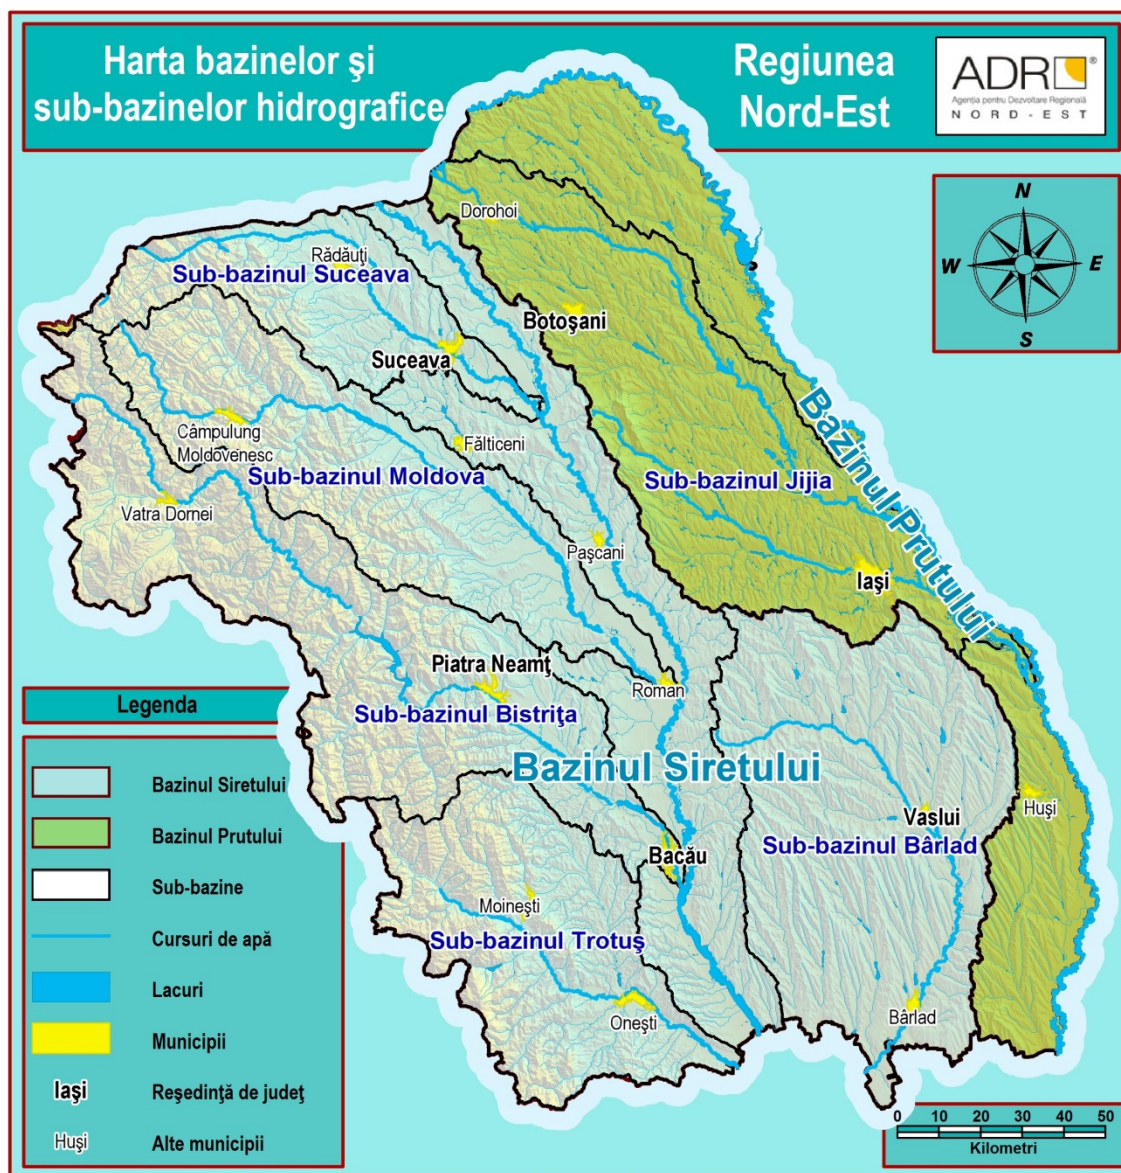 Harta bazinelor şi
sub-bazinelor hidrografice
Regiunea
Nord-Est
ADR
®
Agenţia pentru Dezvoltare Regională
NORD-EST
N
W
E
S
Dorohoi
Rădăuţi
Sub-bazinul Suceava
Botoşani
Suceava
Câmpulung
Moldovenesc
Fălticeni
Sub-bazinul Moldova
Sub-bazinul Jijia
Bazinul Prutului
Vatra Dornei
Paşcani
Iaşi
Piatra Neamţ
Roman
Sub-bazinul Bistriţa
Bazinul Siretului
Huşi
Vaslui
Sub-bazinul Bârlad
Bacău
Moineşti
Sub-bazinul Trotuş
Oneşti
Bârlad
Legenda
Bazinul Siretului
Bazinul Prutului
Sub-bazine
Cursuri de apă
Lacuri
Municipii
Iaşi Reşedinţă de judeţ
Huşi Alte municipii
0 10 20 30 40 50
Kilometri